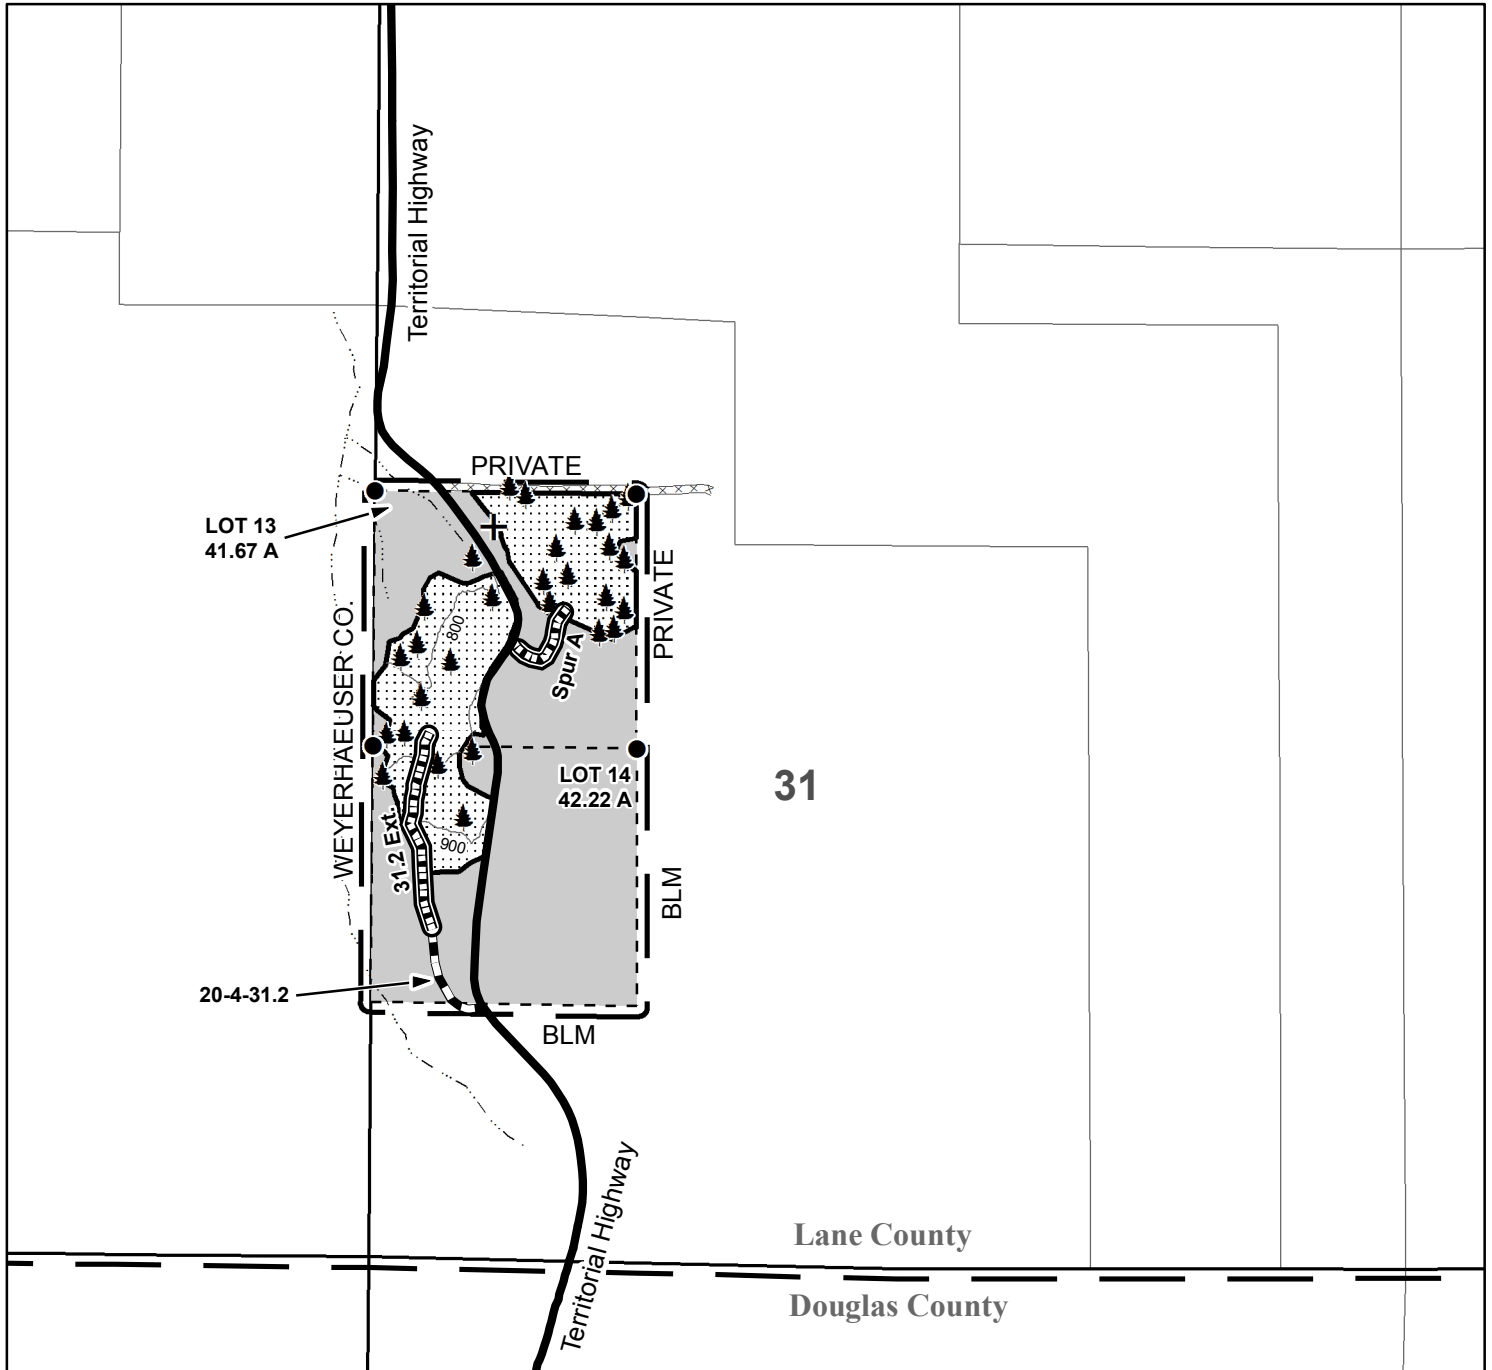 Territorial Highway
PRIVATE
LOT 13
41.67 A
PRIVATE
WEYERHAEUSER CO.
800
Spur A
LOT 14
42.22 A
31
31.2 Ext.
900
BLM
20-4-31.2
BLM
Territorial Highway
Lane County
Douglas County